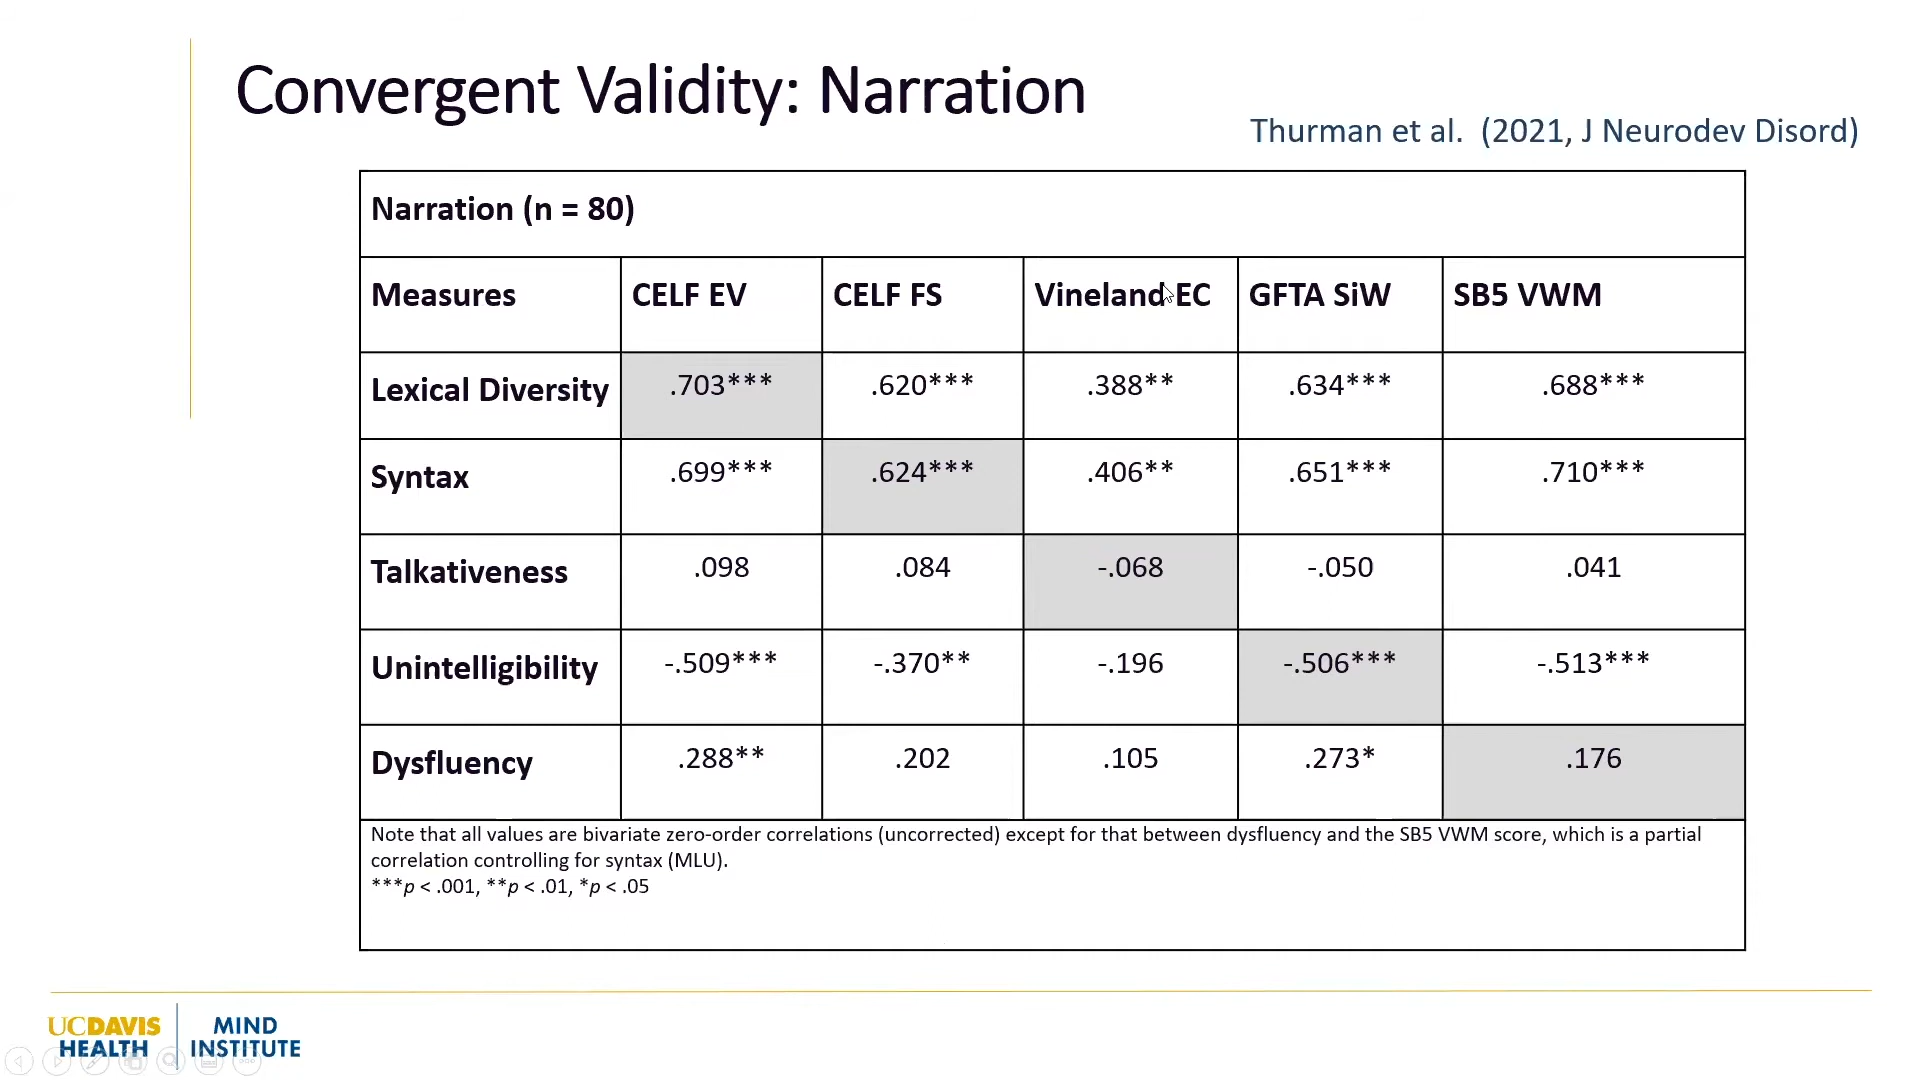 Convergent Validity: Narration
Thurman et al. (2021, J Neurodev Disord)
Narration (n = 80)
Measures CELF EV CELF FS Vineland EC GFTA SiW SB5 VWM
Lexical Diversity .703*** .620*** .388** .634*** .688***
Syntax .699*** .624*** .406** .651*** .710***
Talkativeness .098 .084 -.068 -.050 .041
Unintelligibility -.509*** -.370** -.196 -.506*** -.513***
Dysfluency .288** .202 .105 .273* .176
Note that all values are bivariate zero-order correlations (uncorrected) except for that between dysfluency and the SB5 VWM score, which is a partial
correlation controlling for syntax (MLU).
***p < .001, **p < .01, *p < .05
UCDAVIS
HEALTH
MIND
INSTITUTE